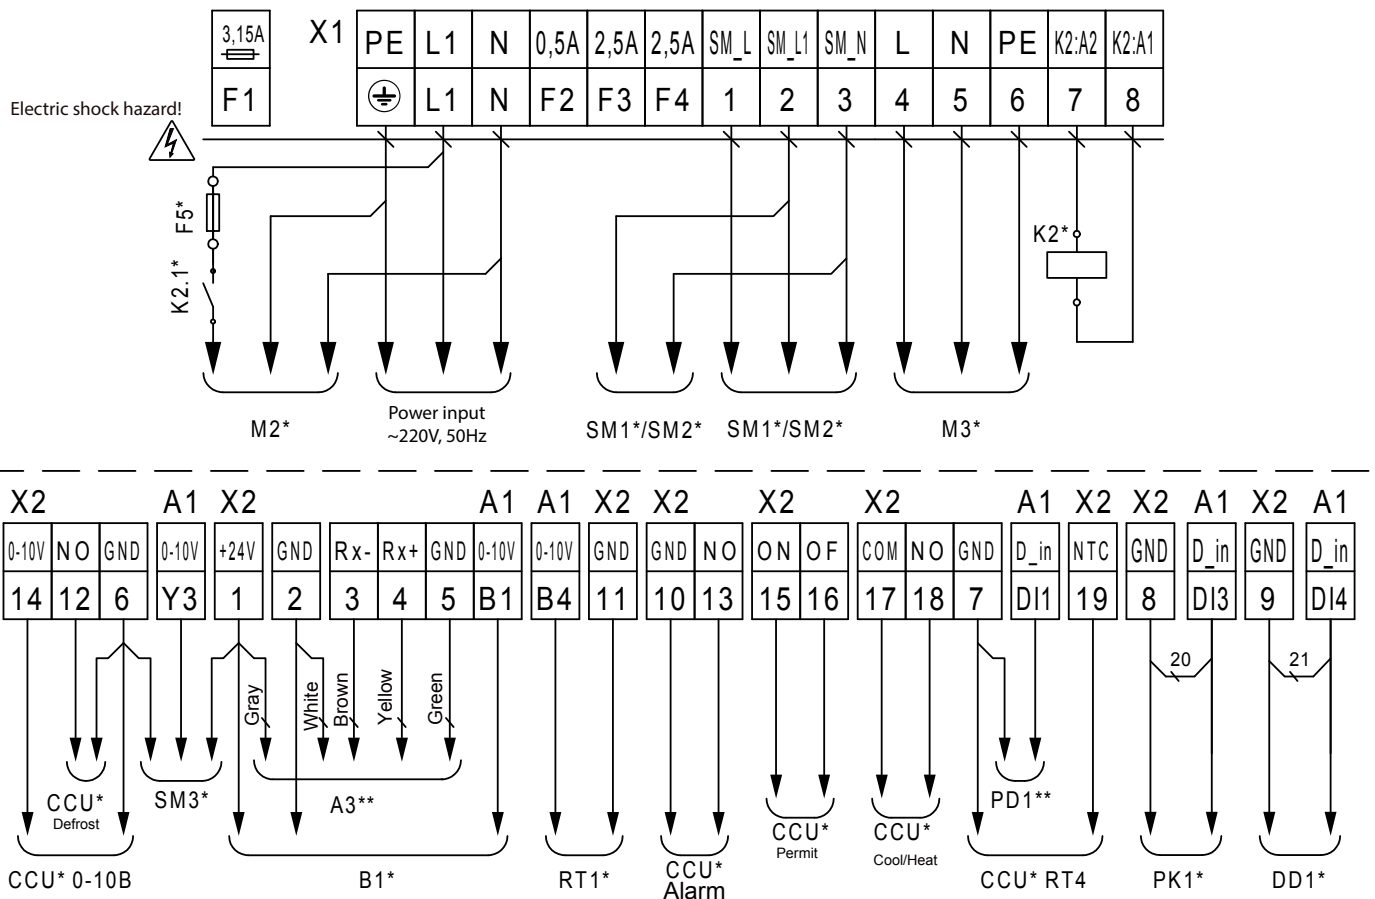 3,15A X1 PE L1 N 0,5A 2,5A 2,5A SM_L SM_L1 SM_N L N PE K2:A2 K2:A1
F1 L1 N F2 F3 F4 1 2 3 4 5 6 7 8
Electric shock hazard!
F5*
K2.1*
K2*
M2*
Power input
~220V, 50Hz
SM1*/SM2* SM1*/SM2* M3*
X2 A1 X2 A1 A1 X2 X2 X2 X2 A1 X2 X2 A1 X2 A1
0-10V NO GND 0-10V +24V GND Rx- Rx+ GND 0-10V 0-10V GND GND NO ON OF COM NO GND D_in NTC GND D_in GND D_in
14 12 6 Y3 1 2 3 4 5 B1 B4 11 10 13 15 16 17 18 7 DI1 19 8 DI3 9 DI4
20 21
Gray
White
Brown
Yellow
Green
CCU*
Defrost
SM3*
A3**
CCU*
Permit
CCU*
Cool/Heat
PD1**
CCU* 0-10B
B1*
RT1*
CCU*
Alarm
CCU* RT4
PK1*
DD1*